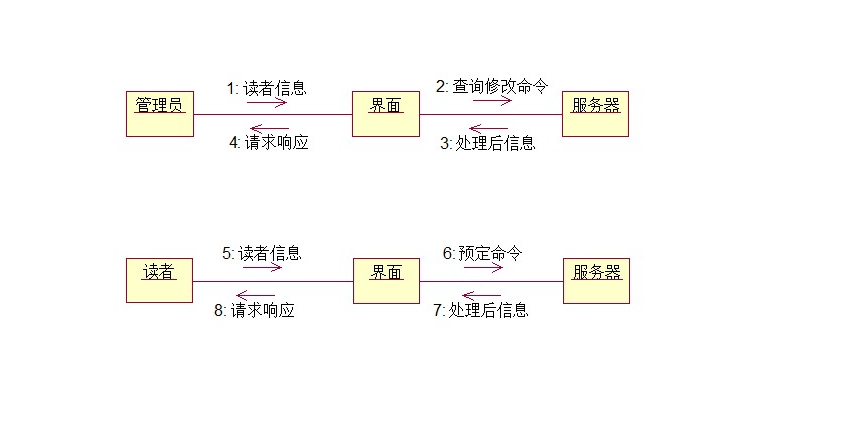 1: 读者信息
2: 查询修改命令
管理员
界面
服务器
4: 请求响应
3: 处理后信息
5: 读者信息
6: 预定命令
读者
界面
服务器
8: 请求响应
7: 处理后信息